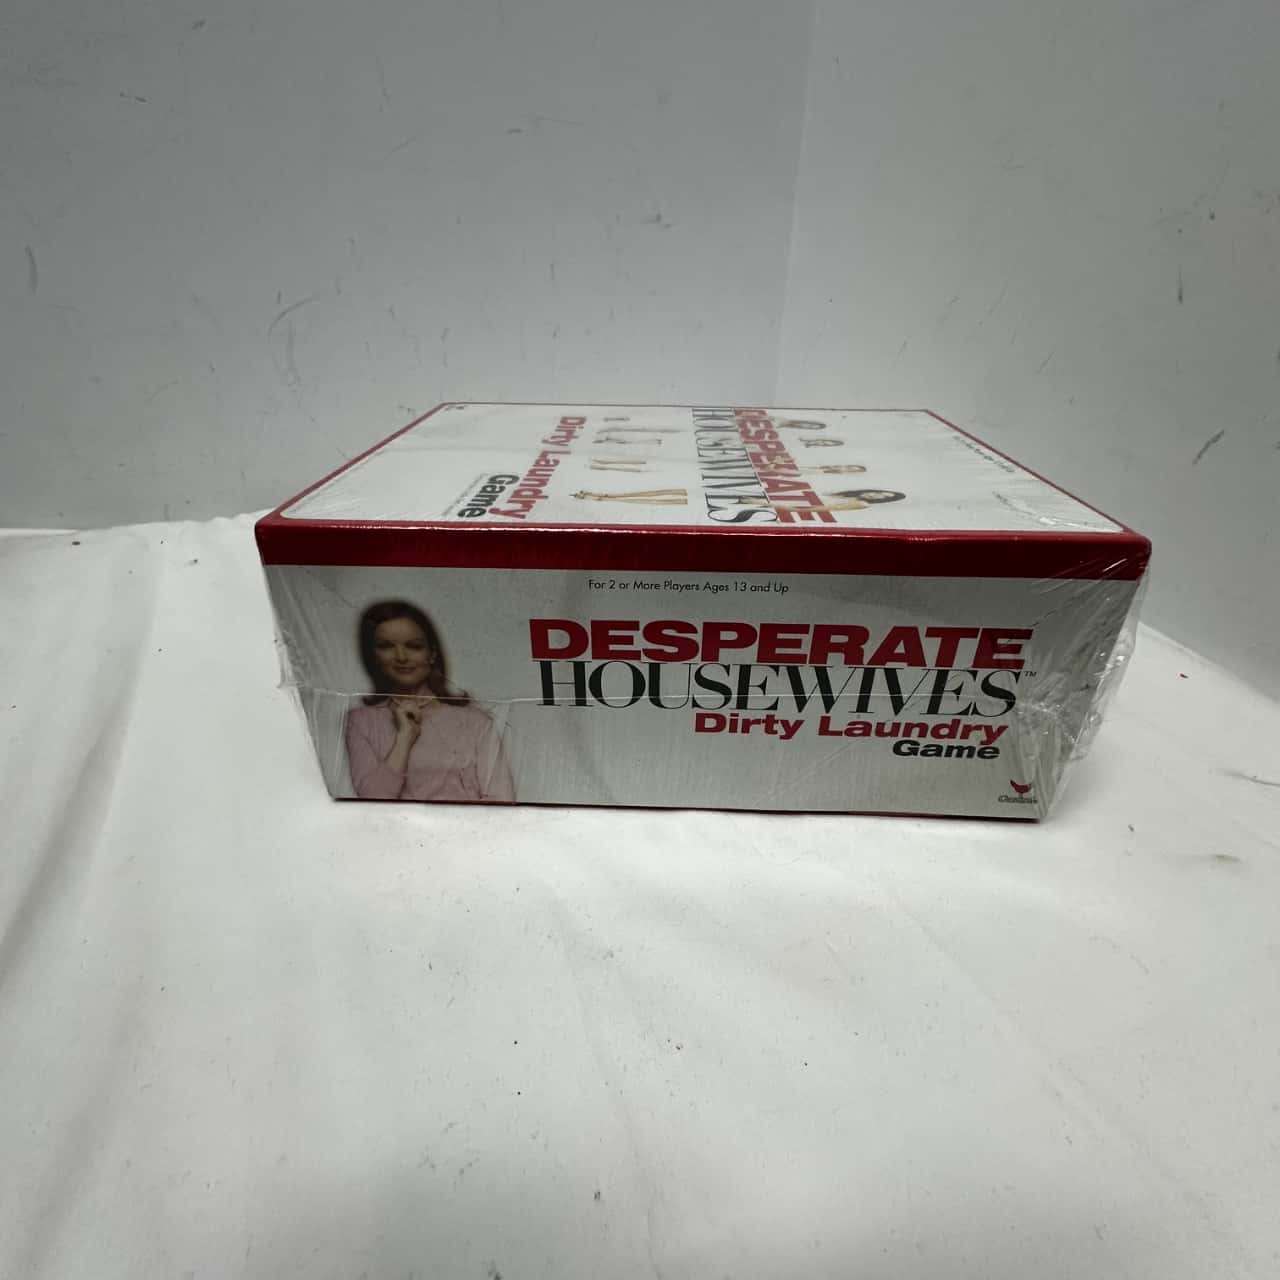 DESPERATE
HOUSEWIVES
Dirty Laundry
Game
For 2 or More Players Ages 13 and Up
DESPERATE
HOUSEWIVES™
Dirty Laundry
Game
Cardinal